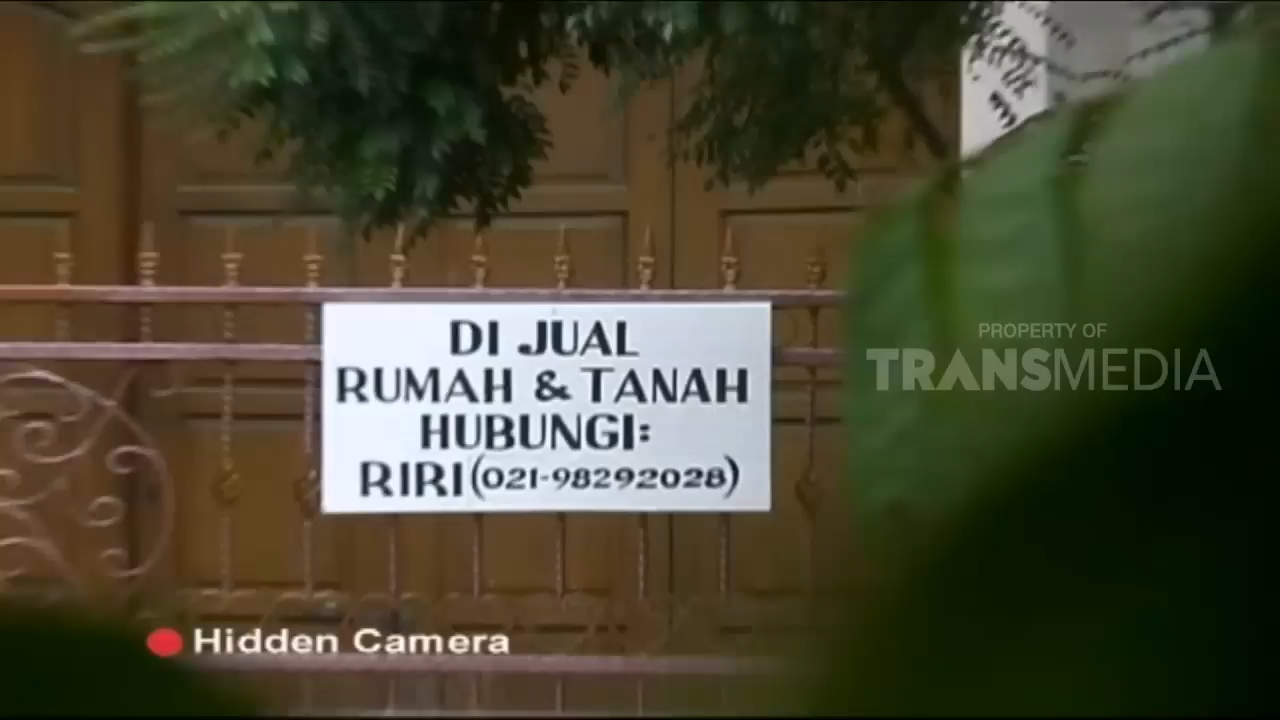 DI JUAL
RUMAH & TANAH
HUBUNGI:
RIRI (021-98292028)
PROPERTY OF
TRANSMEDIA
Hidden Camera